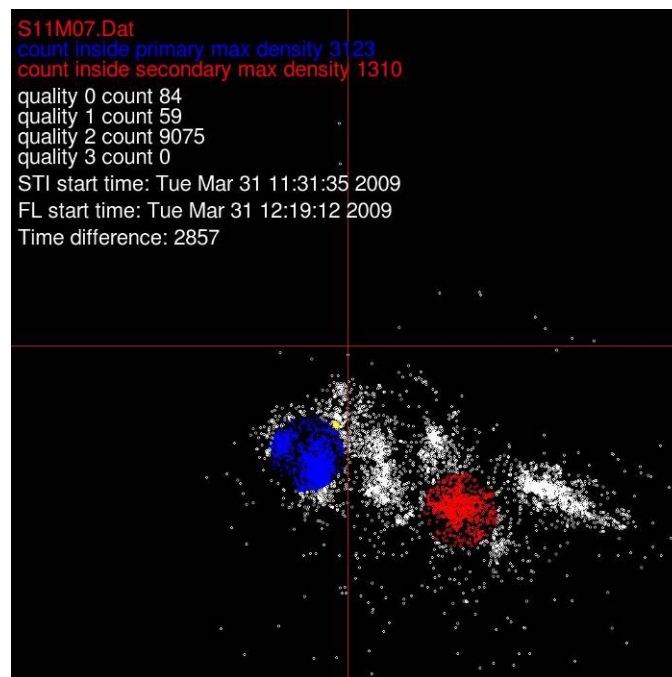 S11M07.Dat
count inside primary max density 3123
count inside secondary max density 1310
quality 0 count 84
quality 1 count 59
quality 2 count 9075
quality 3 count 0
STI start time: Tue Mar 31 11:31:35 2009
FL start time: Tue Mar 31 12:19:12 2009
Time difference: 2857